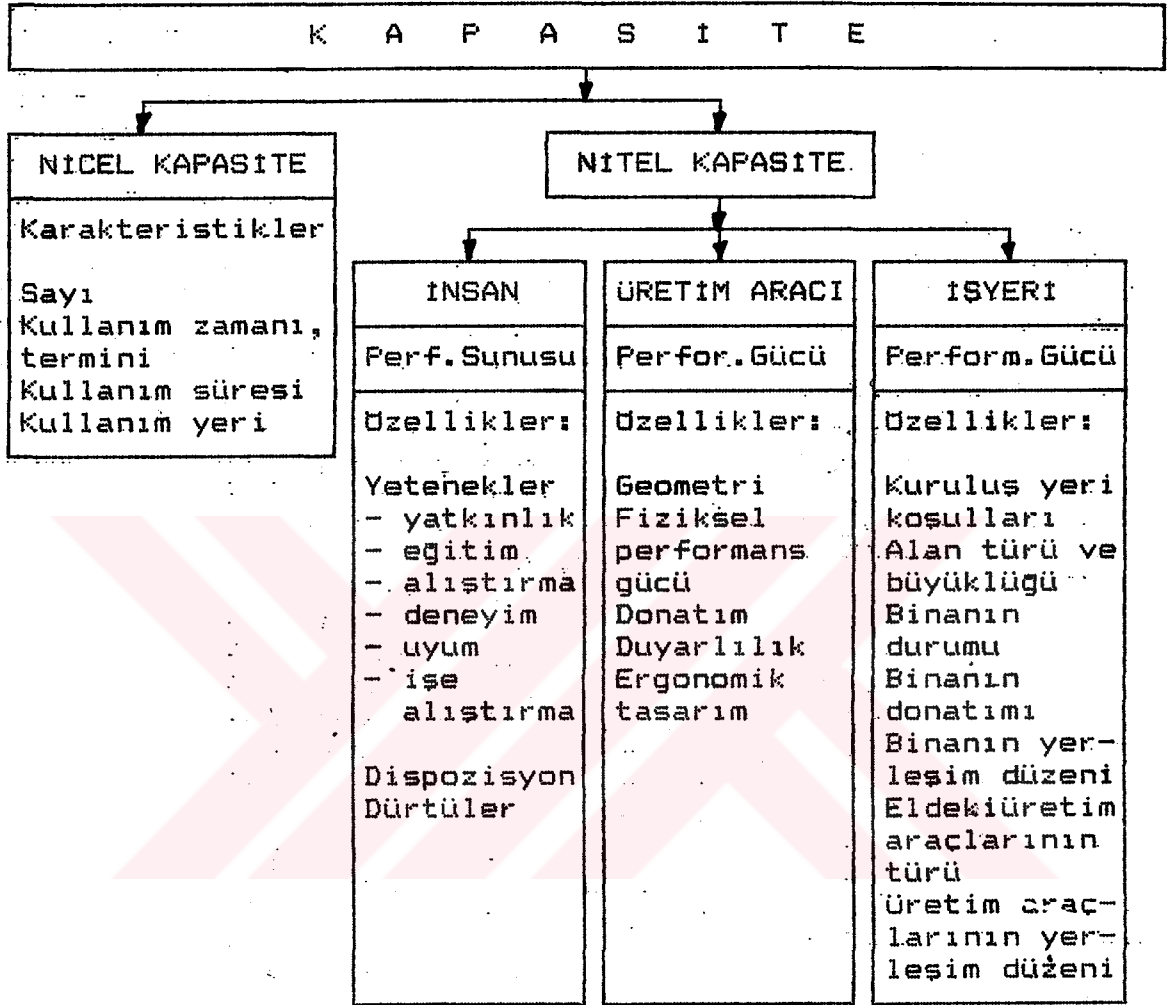 K A P A S İ T E
NİCEL KAPASİTE
Karakteristikler
Sayı
Kullanım zamanı,
termini
Kullanım süresi
Kullanım yeri
NİTEL KAPASİTE
İNSAN
Perf.Sunusu
Özellikler:
Yetenekler
- yatkınlık
- eğitim
- alıştırma
- deneyim
- uyum
- işe
alıştırma
Dispozisyon
Dürtüler
ÜRETİM ARACI
Perfor.Gücü
Özellikler:
Geometri
Fiziksel
performans
gücü
Donatım
Duyarlılık
Ergonomik
tasarım
İŞYERİ
Perform.Gücü
Özellikler:
Kuruluş yeri
koşulları
Alan türü ve
büyüklüğü
Binanın
durumu
Binanın
donatımı
Binanın yer-
leşim düzeni
Eldekiüretim
araçlarının
türü
Üretim araç-
larının yer-
leşim düzeni